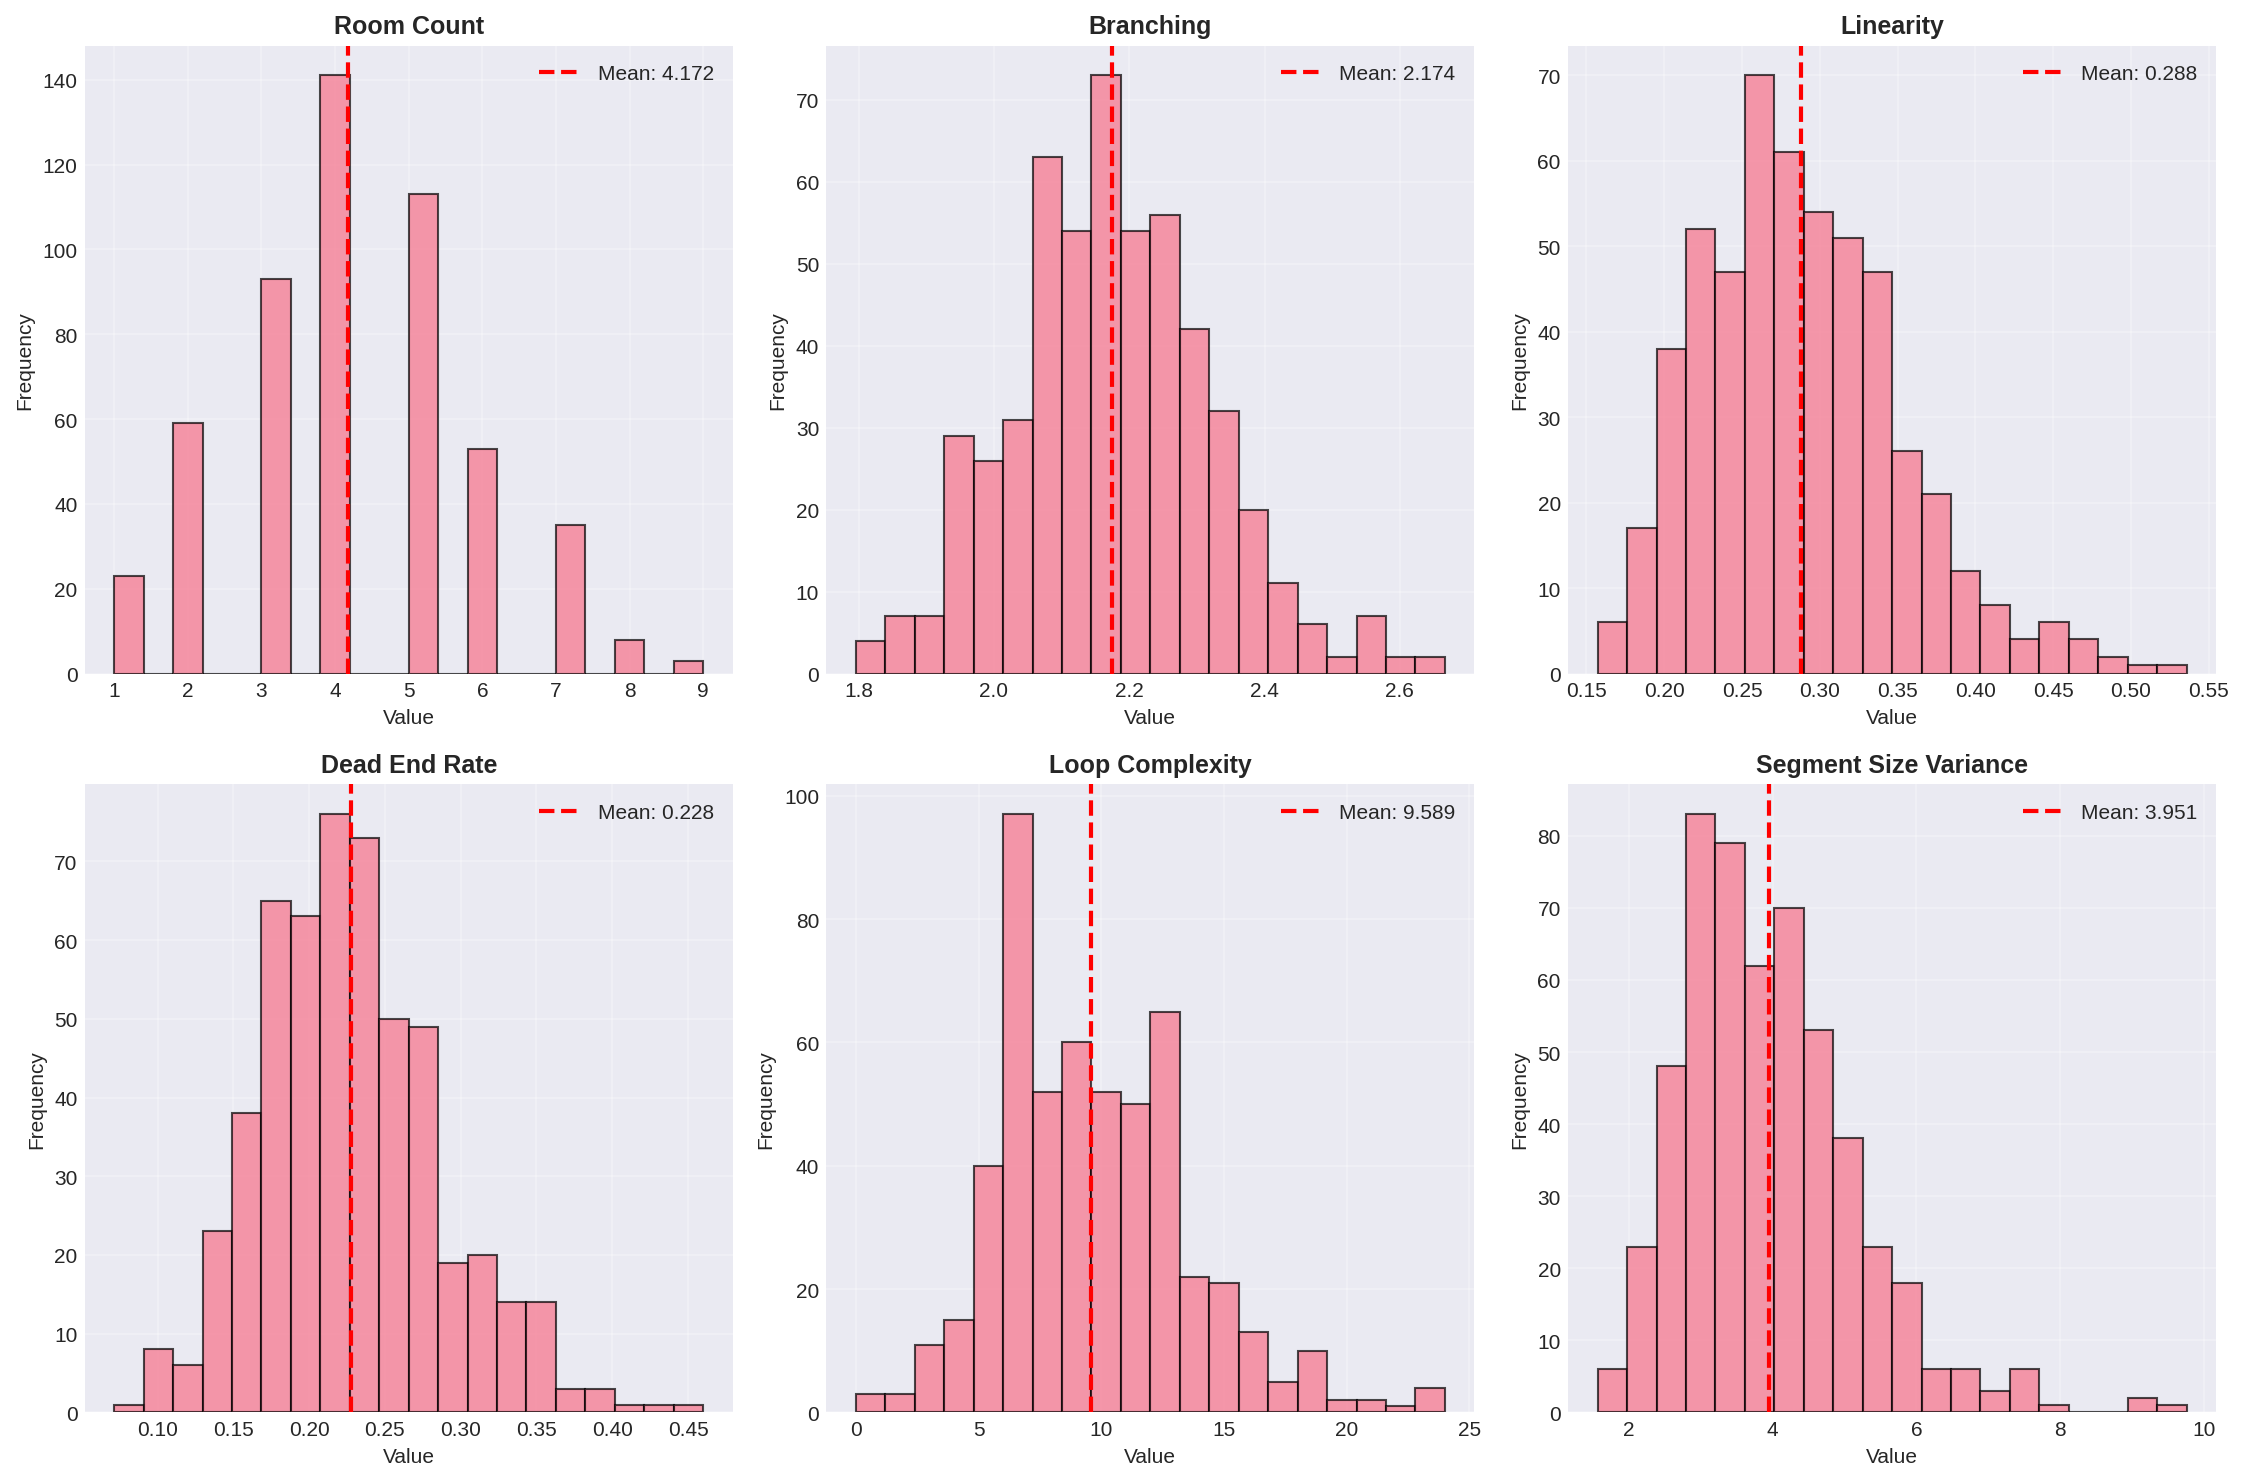 Room Count
Mean: 4.172
Frequency
0
20
40
60
80
100
120
140
1 2 3 4 5 6 7 8 9
Value
Branching
Mean: 2.174
Frequency
0
10
20
30
40
50
60
70
1.8 2.0 2.2 2.4 2.6
Value
Linearity
Mean: 0.288
Frequency
0
10
20
30
40
50
60
70
0.15 0.20 0.25 0.30 0.35 0.40 0.45 0.50 0.55
Value
Dead End Rate
Mean: 0.228
Frequency
0
10
20
30
40
50
60
70
0.10 0.15 0.20 0.25 0.30 0.35 0.40 0.45
Value
Loop Complexity
Mean: 9.589
Frequency
0
20
40
60
80
100
0 5 10 15 20 25
Value
Segment Size Variance
Mean: 3.951
Frequency
0
10
20
30
40
50
60
70
80
2 4 6 8 10
Value